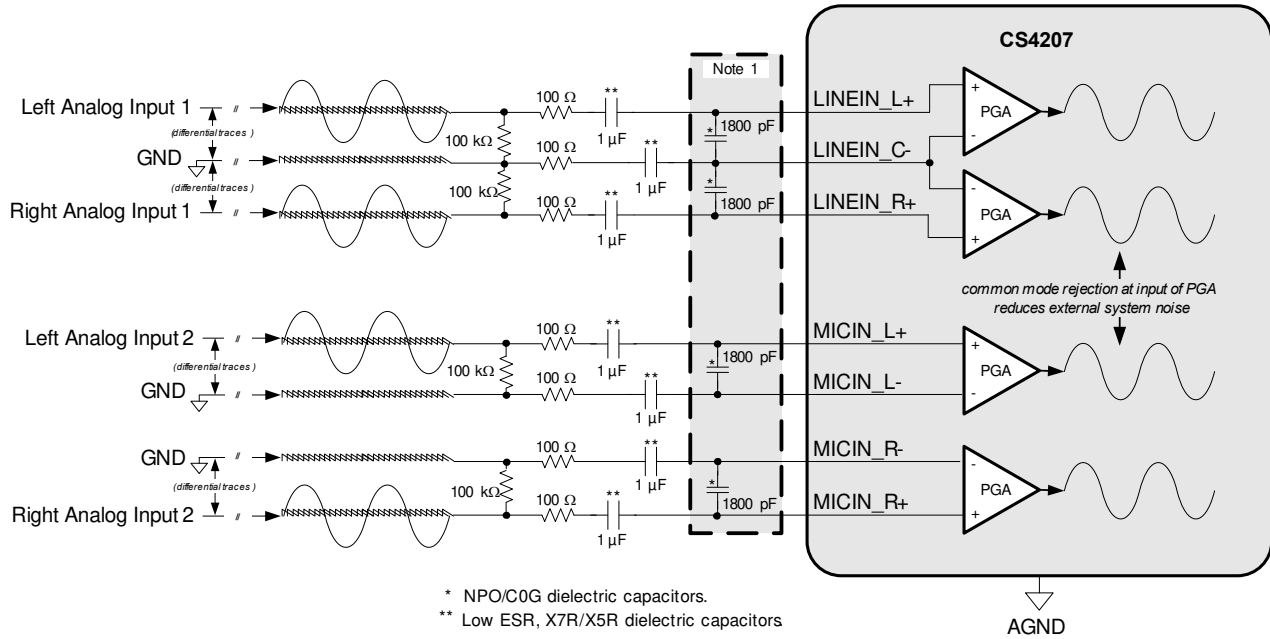 CS4207
Note 1
Left Analog Input 1
(differential traces)
GND
(differential traces)
Right Analog Input 1
100 kΩ
100 kΩ
100 Ω
**
1 µF
100 Ω
**
1 µF
100 Ω
**
1 µF
*
1800 pF
*
1800 pF
LINEIN_L+
LINEIN_C-
LINEIN_R+
+
PGA
-
-
PGA
+
common mode rejection at input of PGA
reduces external system noise
Left Analog Input 2
(differential traces)
GND
100 kΩ
100 Ω
**
1 µF
100 Ω
**
1 µF
1800 pF
*
MICIN_L+
MICIN_L-
+
PGA
-
GND
(differential traces)
Right Analog Input 2
100 kΩ
100 Ω
**
1 µF
100 Ω
**
1 µF
*
1800 pF
MICIN_R-
MICIN_R+
-
PGA
+
* NPO/C0G dielectric capacitors.
** Low ESR, X7R/X5R dielectric capacitors.
AGND